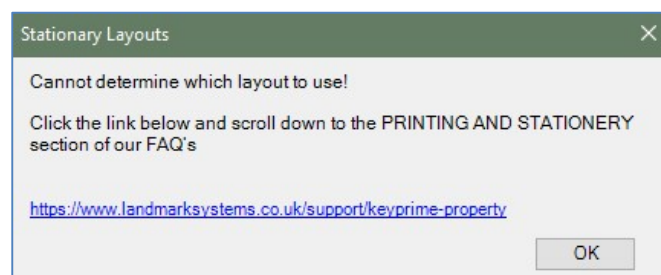 Stationary Layouts
Cannot determine which layout to use!
Click the link below and scroll down to the PRINTING AND STATIONERY
section of our FAQ's
https://www.landmarksystems.co.uk/support/keyprime-property
OK